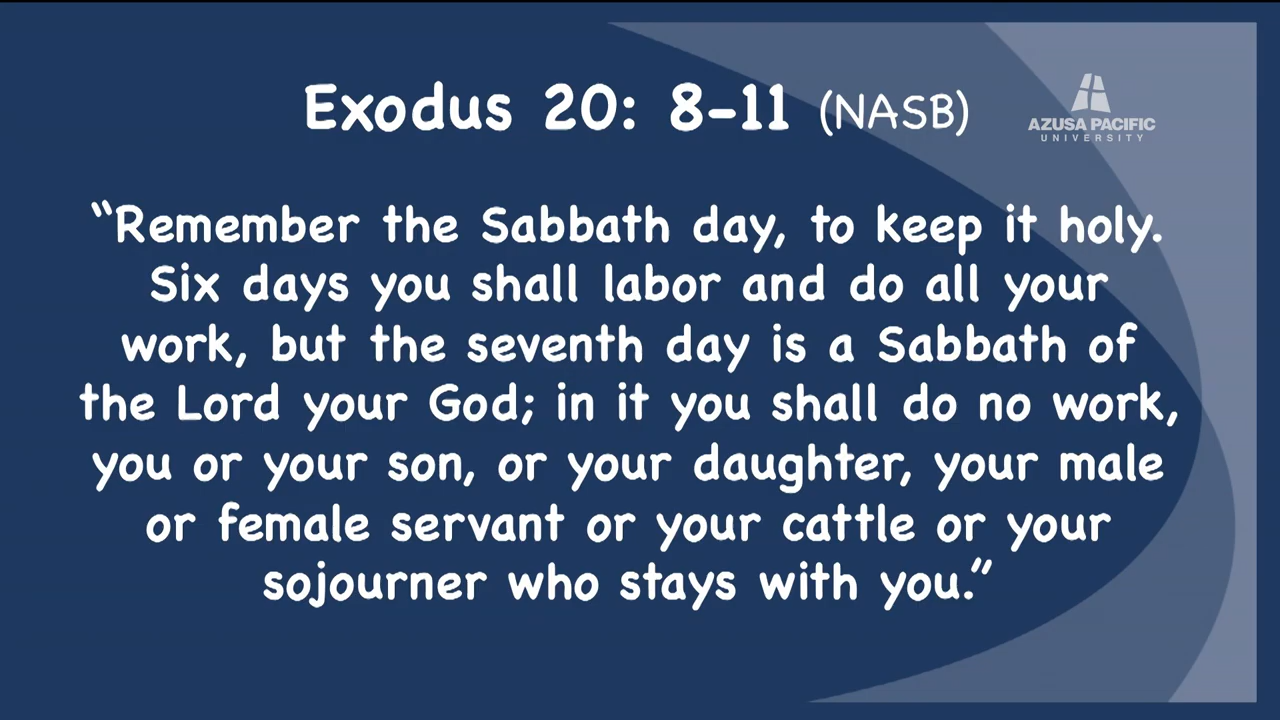 Exodus 20: 8-11 (NASB)
AZUSA PACIFIC
UNIVERSITY
“Remember the Sabbath day, to keep it holy.
Six days you shall labor and do all your
work, but the seventh day is a Sabbath of
the Lord your God; in it you shall do no work,
you or your son, or your daughter, your male
or female servant or your cattle or your
sojourner who stays with you.”